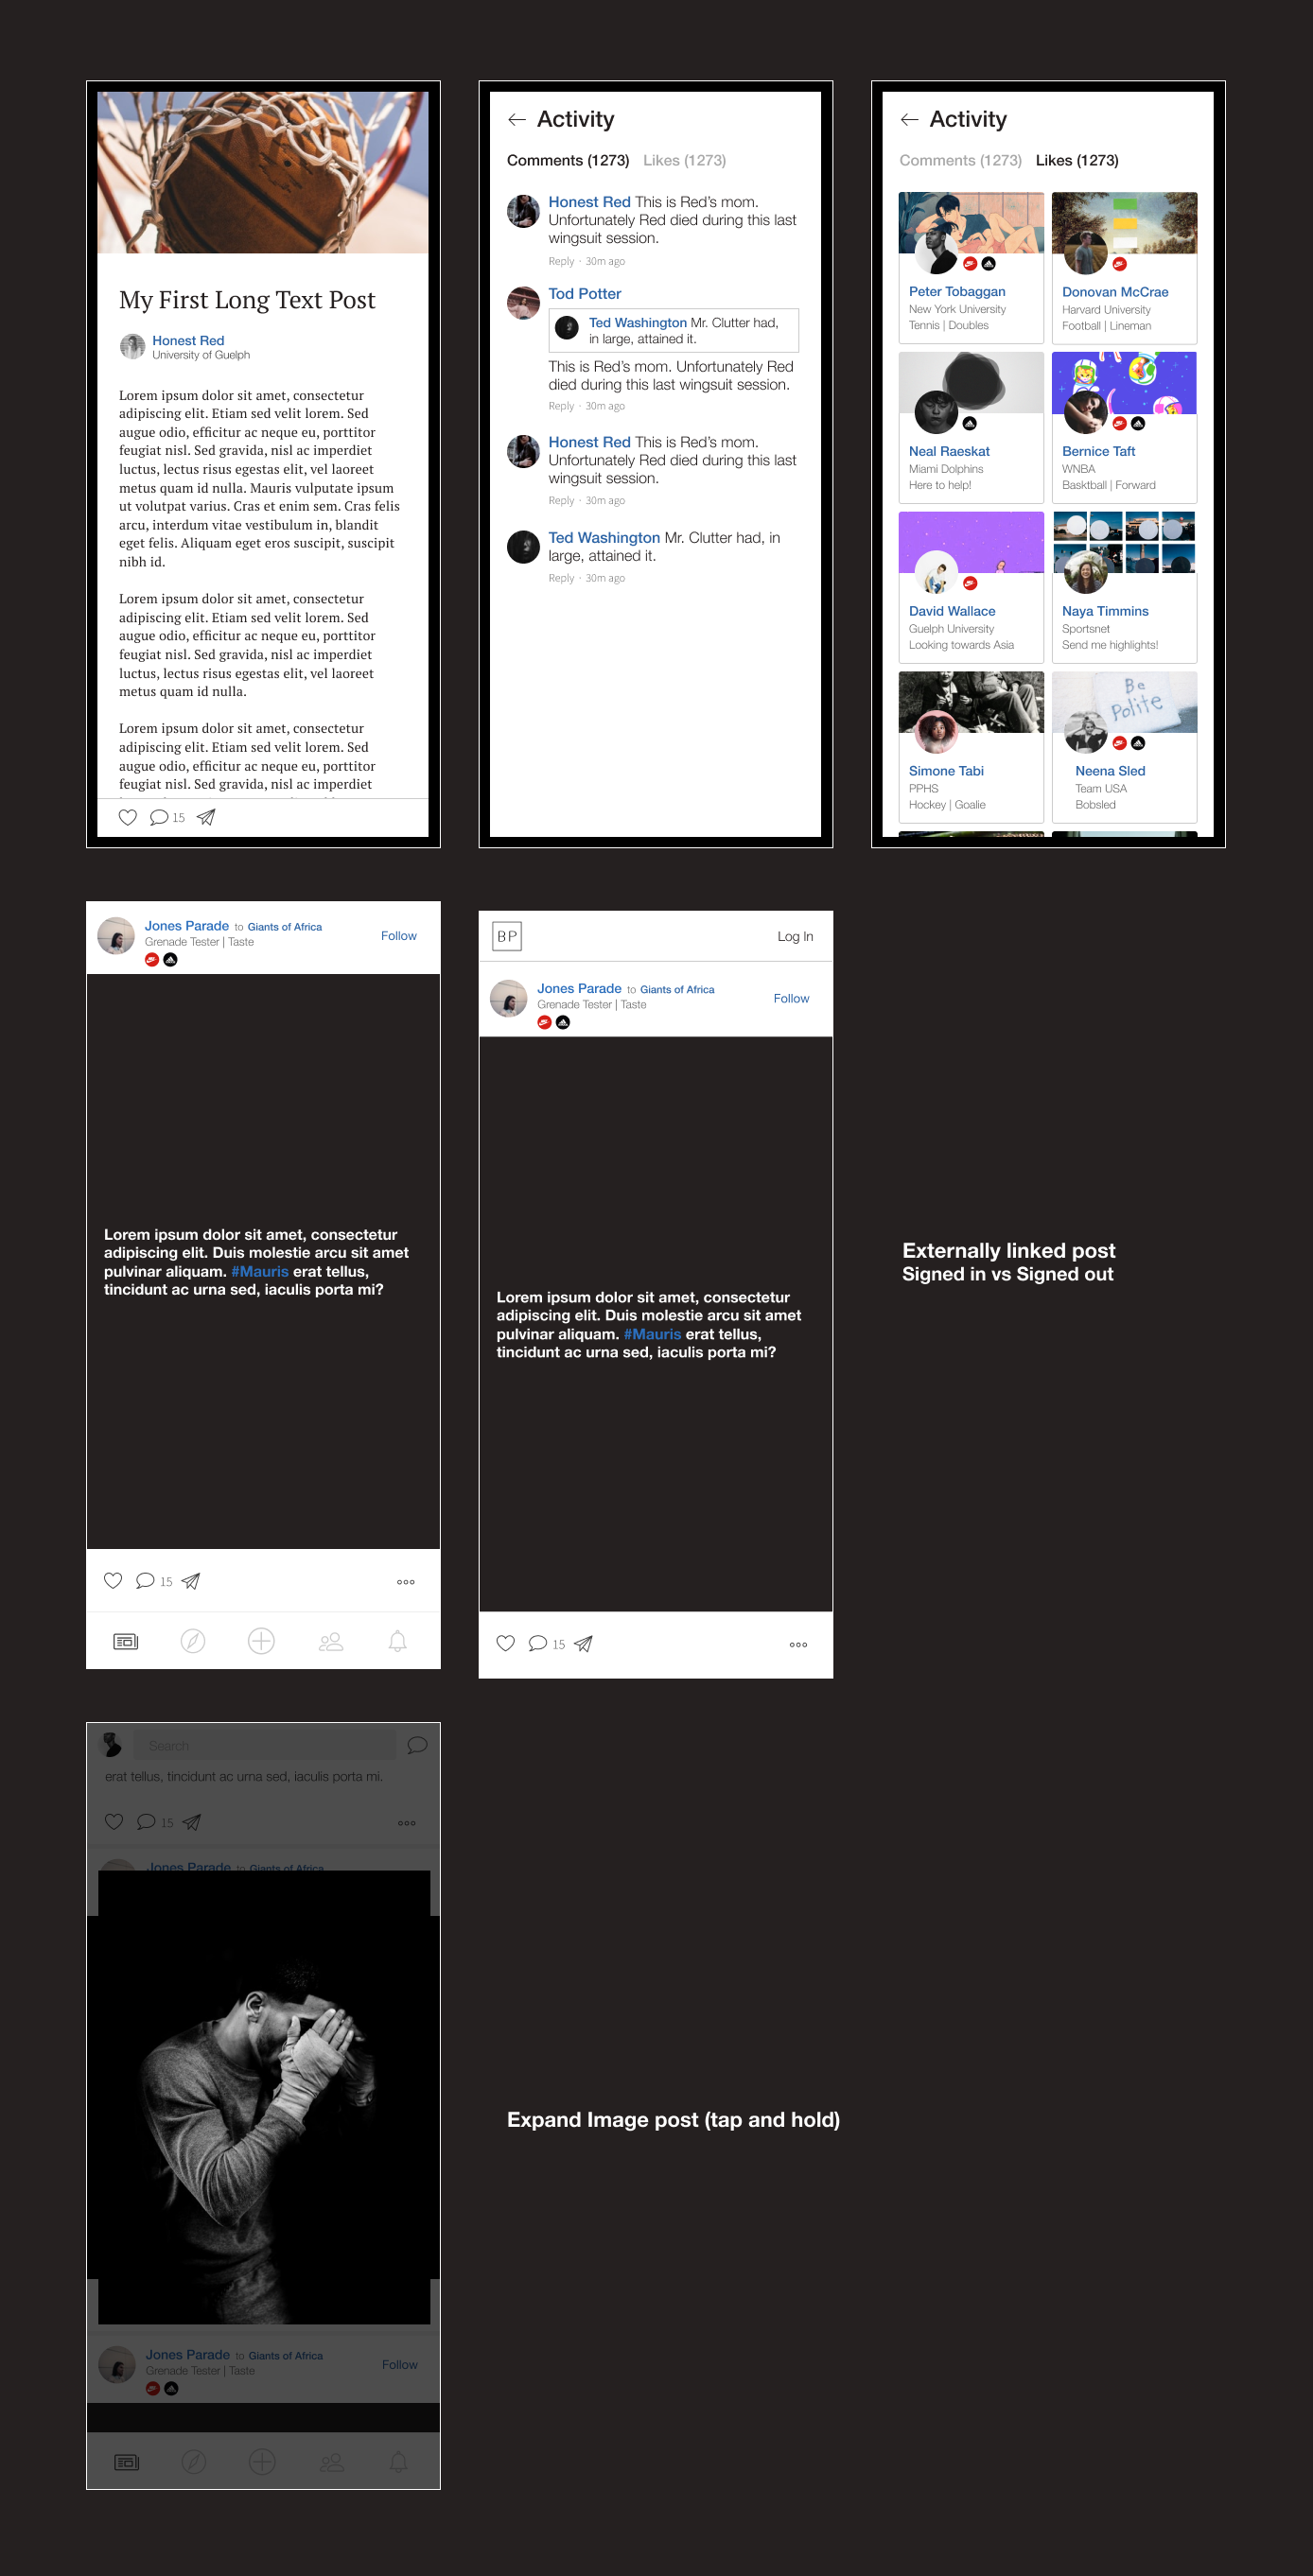 My First Long Text Post
Honest Red
University of Guelph
Lorem ipsum dolor sit amet, consectetur
adipiscing elit. Etiam sed velit lorem. Sed
augue odio, efficitur ac neque eu, porttitor
feugiat nisl. Sed gravida, nisl ac imperdiet
luctus, lectus risus egestas elit, vel laoreet
metus quam id nulla. Mauris vulputate ipsum
ut volutpat varius. Cras et enim sem. Cras felis
arcu, interdum vitae vestibulum in, blandit
eget felis. Aliquam eget eros suscipit, suscipit
nibh id.
Lorem ipsum dolor sit amet, consectetur
adipiscing elit. Etiam sed velit lorem. Sed
augue odio, efficitur ac neque eu, porttitor
feugiat nisl. Sed gravida, nisl ac imperdiet
luctus, lectus risus egestas elit, vel laoreet
metus quam id nulla.
Lorem ipsum dolor sit amet, consectetur
adipiscing elit. Etiam sed velit lorem. Sed
augue odio, efficitur ac neque eu, porttitor
feugiat nisl. Sed gravida, nisl ac imperdiet
15
Activity
Comments (1273) Likes (1273)
Honest Red This is Red's mom.
Unfortunately Red died during this last
wingsuit session.
Reply · 30m ago
Tod Potter
Ted Washington Mr. Clutter had,
in large, attained it.
This is Red's mom. Unfortunately Red
died during this last wingsuit session.
Reply · 30m ago
Honest Red This is Red's mom.
Unfortunately Red died during this last
wingsuit session.
Reply · 30m ago
Ted Washington Mr. Clutter had, in
large, attained it.
Reply · 30m ago
Activity
Comments (1273) Likes (1273)
Peter Tobaggan
New York University
Tennis | Doubles
Donovan McCrae
Harvard University
Football | Lineman
Neal Raeskat
Miami Dolphins
Here to help!
Bernice Taft
WNBA
Basktball | Forward
David Wallace
Guelph University
Looking towards Asia
Naya Timmins
Sportsnet
Send me highlights!
Simone Tabi
PPHS
Hockey | Goalie
Be
Polite
Neena Sled
Team USA
Bobsled
Jones Parade to Giants of Africa
Grenade Tester | Taste
Follow
Lorem ipsum dolor sit amet, consectetur
adipiscing elit. Duis molestie arcu sit amet
pulvinar aliquam. #Mauris erat tellus,
tincidunt ac urna sed, iaculis porta mi?
15
BP
Log In
Jones Parade to Giants of Africa
Grenade Tester | Taste
Follow
Lorem ipsum dolor sit amet, consectetur
adipiscing elit. Duis molestie arcu sit amet
pulvinar aliquam. #Mauris erat tellus,
tincidunt ac urna sed, iaculis porta mi?
15
Externally linked post
Signed in vs Signed out
Search
erat tellus, tincidunt ac urna sed, iaculis porta mi.
15
Jones Parade to Giants of Africa
Jones Parade to Giants of Africa
Grenade Tester | Taste
Follow
Expand Image post (tap and hold)